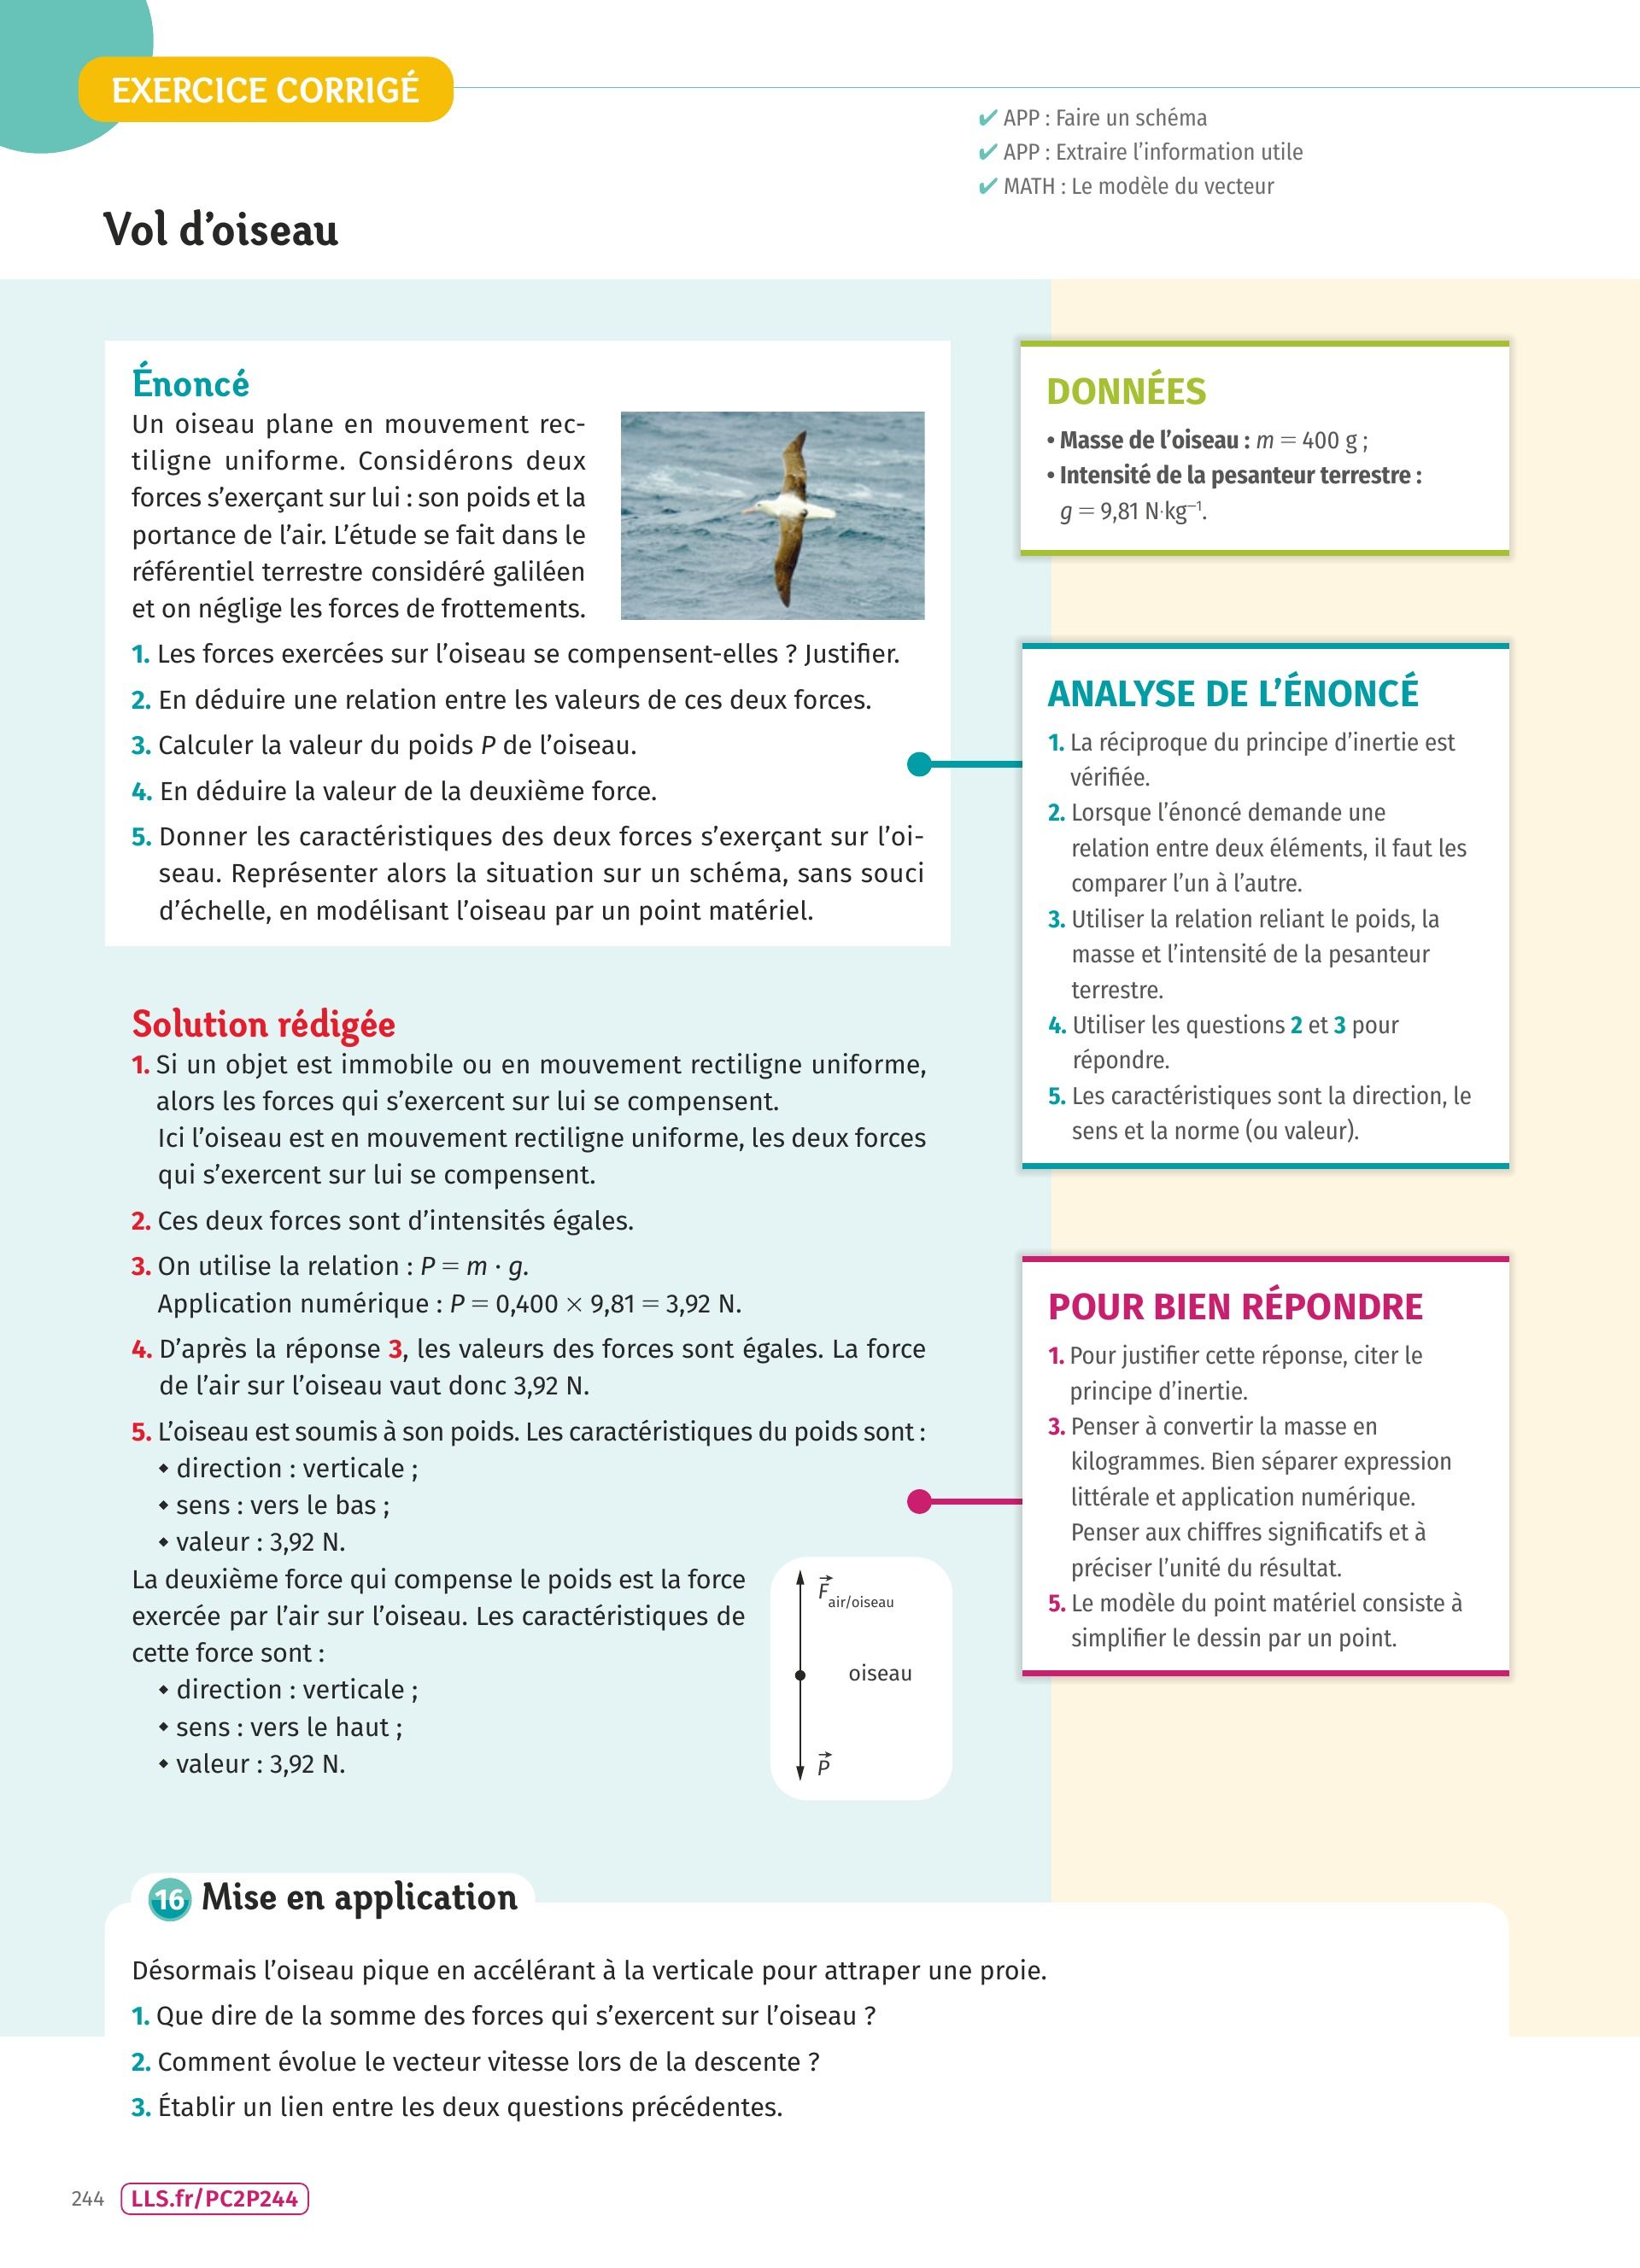 EXERCICE CORRIGÉ
✔ APP : Faire un schéma
✔ APP : Extraire l’information utile
✔ MATH : Le modèle du vecteur
Vol d’oiseau
Énoncé
Un oiseau plane en mouvement rec-
tiligne uniforme. Considérons deux
forces s’exerçant sur lui : son poids et la
portance de l’air. L’étude se fait dans le
référentiel terrestre considéré galiléen
et on néglige les forces de frottements.
1. Les forces exercées sur l’oiseau se compensent-elles ? Justifier.
2. En déduire une relation entre les valeurs de ces deux forces.
3. Calculer la valeur du poids P de l’oiseau.
4. En déduire la valeur de la deuxième force.
5. Donner les caractéristiques des deux forces s’exerçant sur l’oi-
seau. Représenter alors la situation sur un schéma, sans souci
d’échelle, en modélisant l’oiseau par un point matériel.
DONNÉES
• Masse de l’oiseau : m = 400 g ;
• Intensité de la pesanteur terrestre :
g = 9,81 N·kg⁻¹.
ANALYSE DE L’ÉNONCÉ
1. La réciproque du principe d’inertie est
vérifiée.
2. Lorsque l’énoncé demande une
relation entre deux éléments, il faut les
comparer l’un à l’autre.
3. Utiliser la relation reliant le poids, la
masse et l’intensité de la pesanteur
terrestre.
4. Utiliser les questions 2 et 3 pour
répondre.
5. Les caractéristiques sont la direction, le
sens et la norme (ou valeur).
Solution rédigée
1. Si un objet est immobile ou en mouvement rectiligne uniforme,
alors les forces qui s’exercent sur lui se compensent.
Ici l’oiseau est en mouvement rectiligne uniforme, les deux forces
qui s’exercent sur lui se compensent.
2. Ces deux forces sont d’intensités égales.
3. On utilise la relation : P = m · g.
Application numérique : P = 0,400 × 9,81 = 3,92 N.
4. D’après la réponse 3, les valeurs des forces sont égales. La force
de l’air sur l’oiseau vaut donc 3,92 N.
5. L’oiseau est soumis à son poids. Les caractéristiques du poids sont :
◆ direction : verticale ;
◆ sens : vers le bas ;
◆ valeur : 3,92 N.
La deuxième force qui compense le poids est la force
exercée par l’air sur l’oiseau. Les caractéristiques de
cette force sont :
◆ direction : verticale ;
◆ sens : vers le haut ;
◆ valeur : 3,92 N.
F⃗ air/oiseau
oiseau
P⃗
POUR BIEN RÉPONDRE
1. Pour justifier cette réponse, citer le
principe d’inertie.
3. Penser à convertir la masse en
kilogrammes. Bien séparer expression
littérale et application numérique.
Penser aux chiffres significatifs et à
préciser l’unité du résultat.
5. Le modèle du point matériel consiste à
simplifier le dessin par un point.
16 Mise en application
Désormais l’oiseau pique en accélérant à la verticale pour attraper une proie.
1. Que dire de la somme des forces qui s’exercent sur l’oiseau ?
2. Comment évolue le vecteur vitesse lors de la descente ?
3. Établir un lien entre les deux questions précédentes.
244 LLS.fr/PC2P244